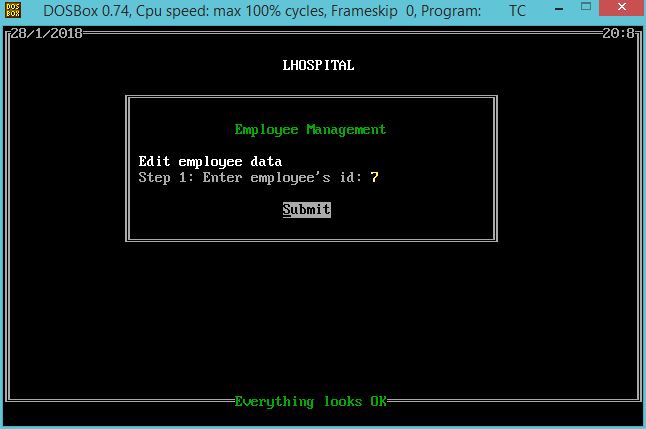 DOS BOX DOSBox 0.74, Cpu speed: max 100% cycles, Frameskip 0, Program: TC
28/1/2018 20:8
LHOSPITAL
Employee Management
Edit employee data
Step 1: Enter employee's id: 7
Submit
Everything looks OK